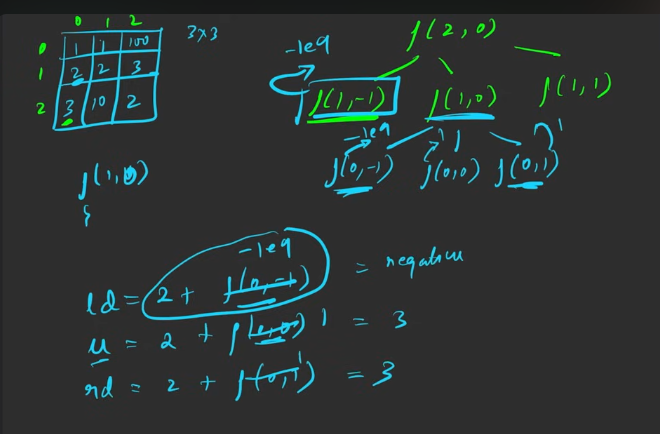 0 1 2
3x3
0 1 1 100
1 2 2 3
2 3 10 2
f(2,0)
-1e9
f(1,-1) f(1,0) f(1,1)
-1e9 1 1
f(0,-1) f(0,0) f(0,1)
f(1,0)
{
-1e9
ld = 2 + f(0,-1) = negative
u = 2 + f(0,0) 1 = 3
1
rd = 2 + f(0,1) = 3